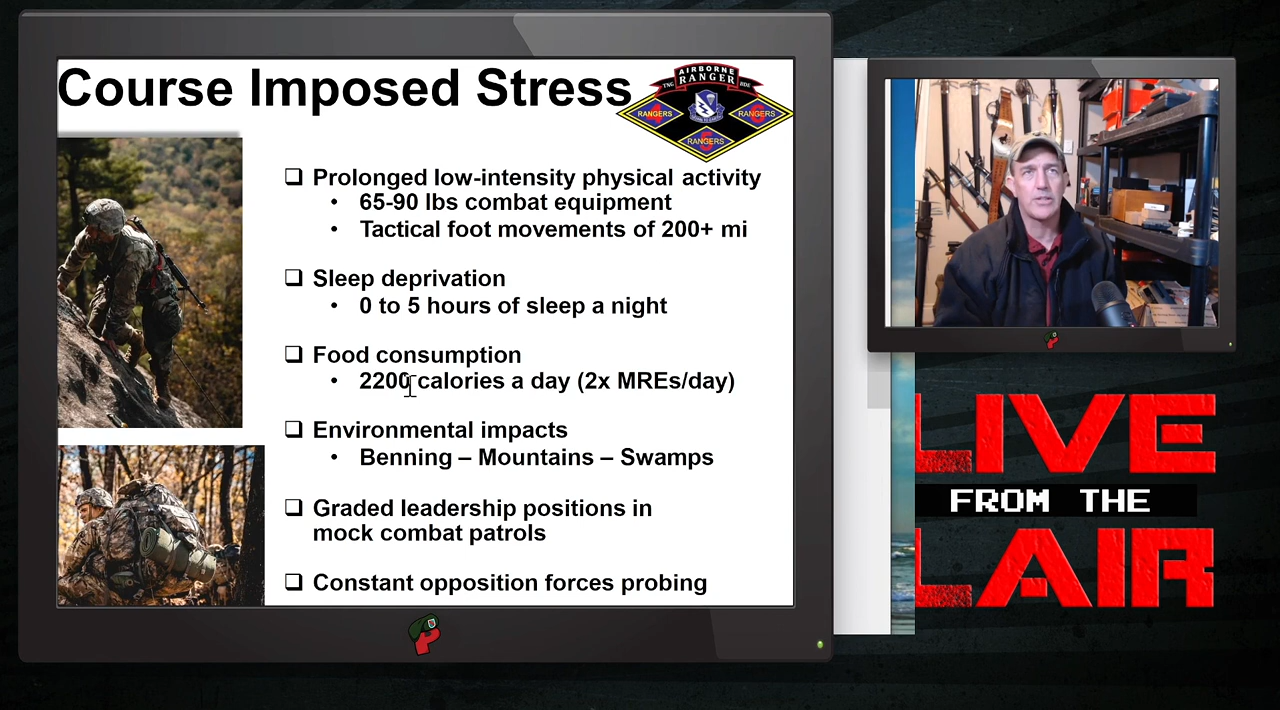 Course Imposed Stress
AIRBORNE
RANGER
TNG BDE
RANGERS
RANGERS
RANGERS
❑ Prolonged low-intensity physical activity
• 65-90 lbs combat equipment
• Tactical foot movements of 200+ mi
❑ Sleep deprivation
• 0 to 5 hours of sleep a night
❑ Food consumption
• 2200 calories a day (2x MREs/day)
❑ Environmental impacts
• Benning – Mountains – Swamps
❑ Graded leadership positions in
mock combat patrols
❑ Constant opposition forces probing
LIVE
FROM THE
LAIR